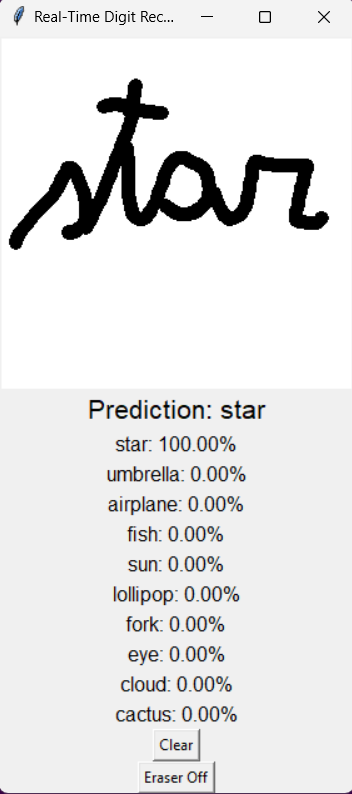 Real-Time Digit Rec...
star
Prediction: star
star: 100.00%
umbrella: 0.00%
airplane: 0.00%
fish: 0.00%
sun: 0.00%
lollipop: 0.00%
fork: 0.00%
eye: 0.00%
cloud: 0.00%
cactus: 0.00%
Clear
Eraser Off